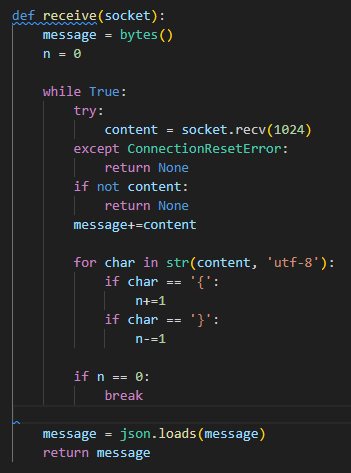 def receive(socket):
    message = bytes()
    n = 0

    while True:
        try:
            content = socket.recv(1024)
        except ConnectionResetError:
            return None
        if not content:
            return None
        message+=content

        for char in str(content, 'utf-8'):
            if char == '{':
                n+=1
            if char == '}':
                n-=1

        if n == 0:
            break

    message = json.loads(message)
    return message